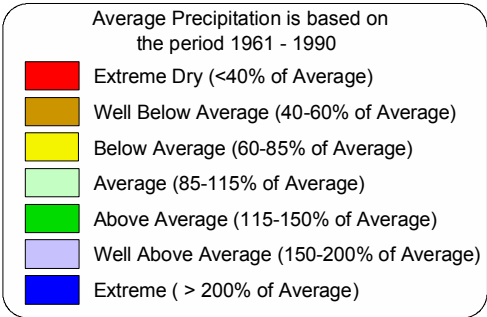 Average Precipitation is based on
the period 1961 - 1990
Extreme Dry (<40% of Average)
Well Below Average (40-60% of Average)
Below Average (60-85% of Average)
Average (85-115% of Average)
Above Average (115-150% of Average)
Well Above Average (150-200% of Average)
Extreme ( > 200% of Average)